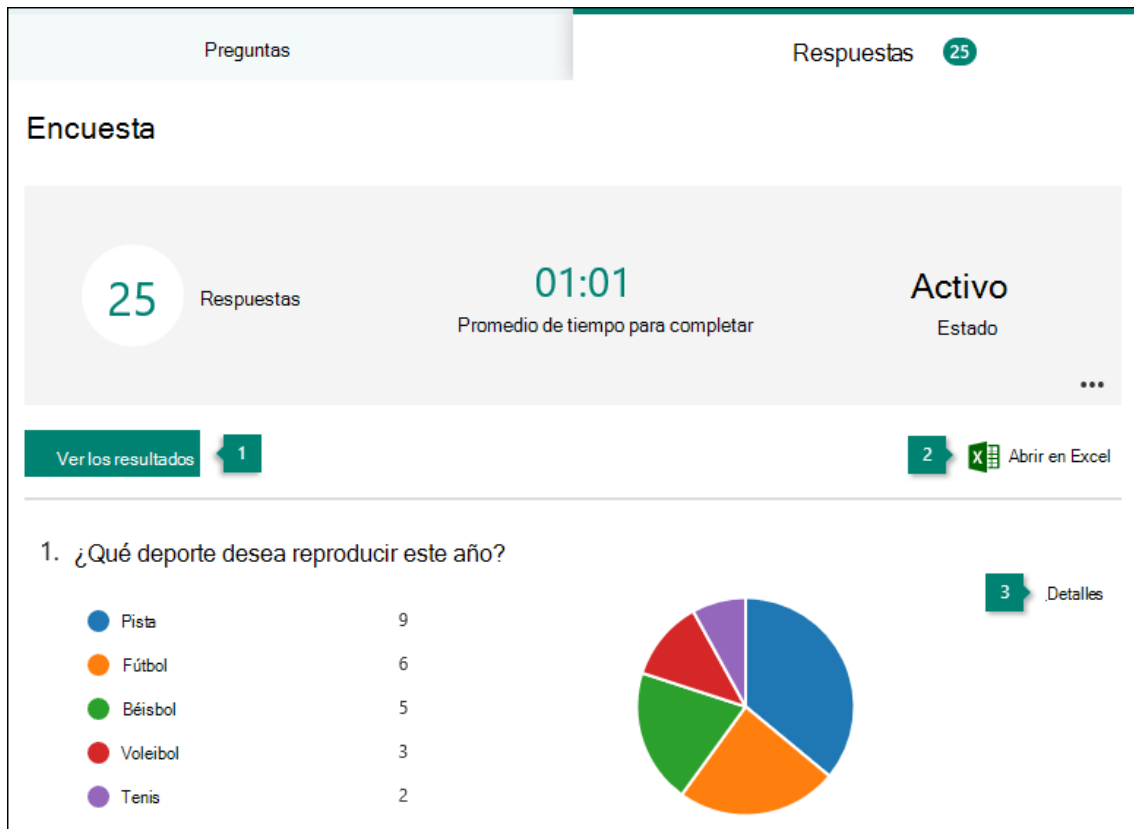 Preguntas
Respuestas 25
Encuesta
25 Respuestas
01:01
Promedio de tiempo para completar
Activo
Estado
Ver los resultados 1
2 Abrir en Excel
1. ¿Qué deporte desea reproducir este año?
3 .Detalles
Pista 9
Fútbol 6
Béisbol 5
Voleibol 3
Tenis 2